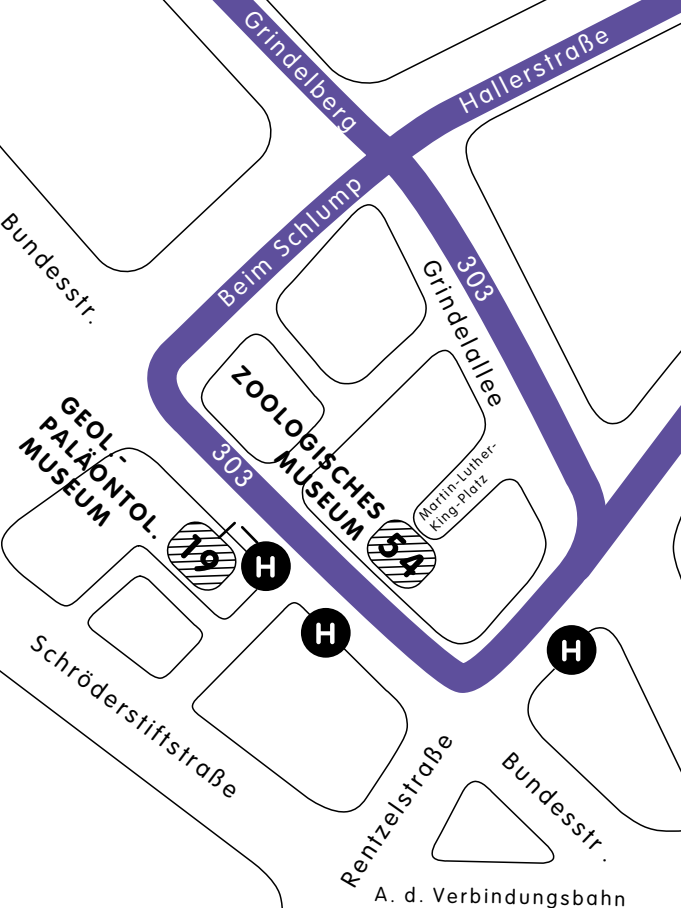 Grindelberg
Hallerstraße
Beim Schlump
Bundesstr.
303
Grindelallee
ZOOLOGISCHES
MUSEUM
GEOL.-
PALÄONTOL.
MUSEUM
303
Martin-Luther-
King-Platz
19
54
H
H
H
Schröderstiftstraße
Rentzelstraße
Bundesstr.
A. d. Verbindungsbahn